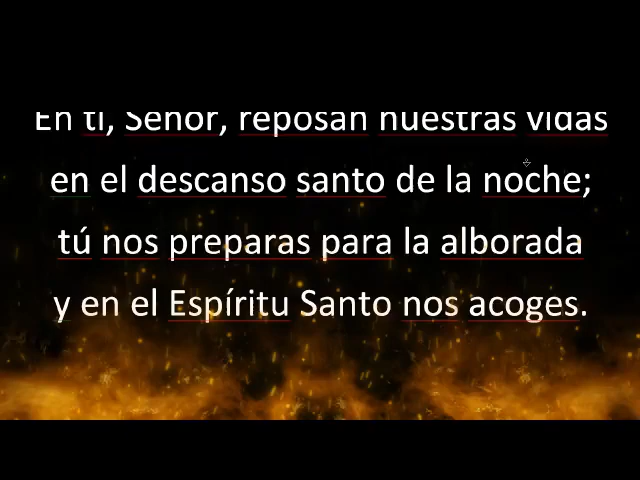 En ti, Señor, reposan nuestras vidas
en el descanso santo de la noche;
tú nos preparas para la alborada
y en el Espíritu Santo nos acoges.